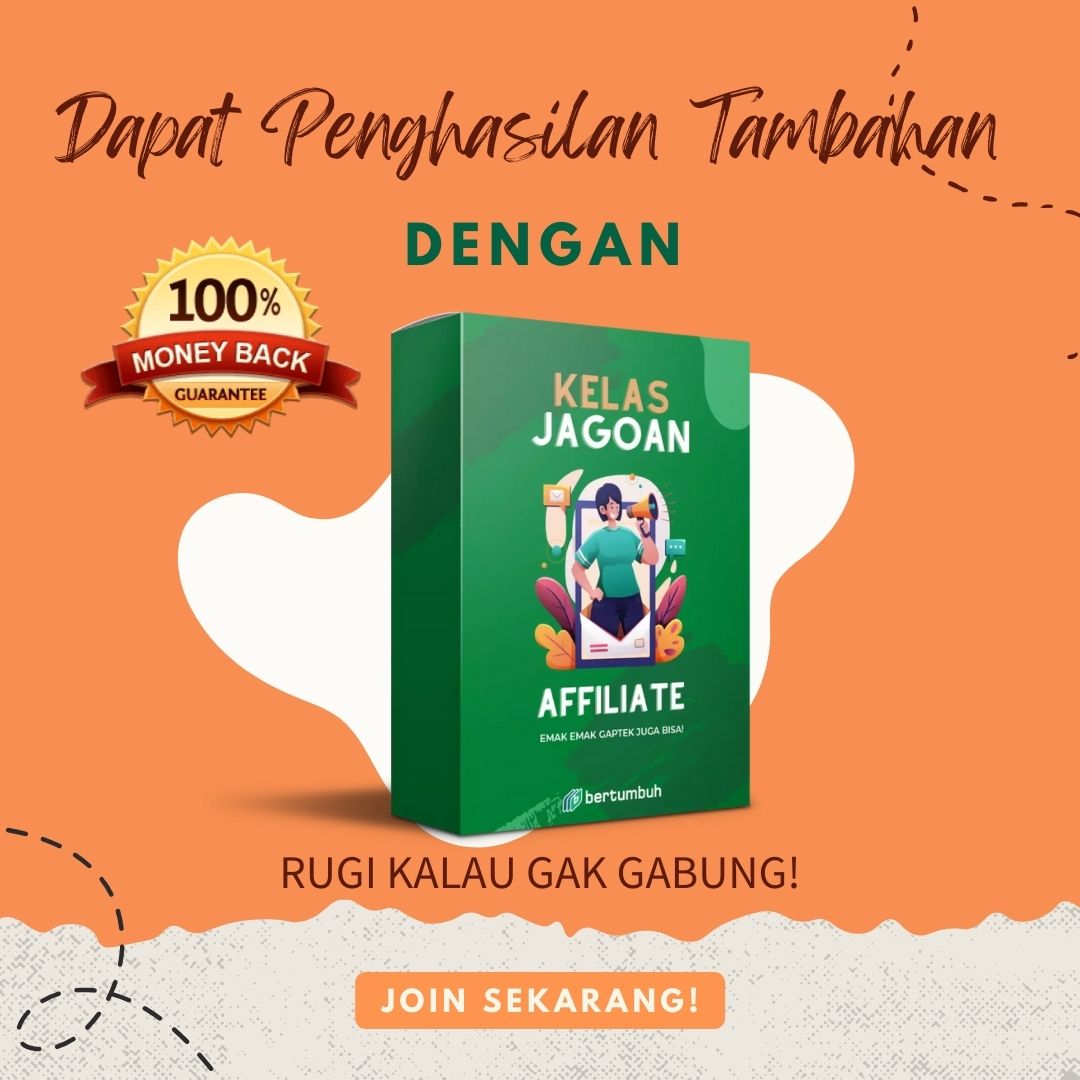 Dapat Penghasilan Tambahan
DENGAN
100%
MONEY BACK
GUARANTEE
KELAS
JAGOAN
AFFILIATE
EMAK EMAK GAPTEK JUGA BISA!
bertumbuh
RUGI KALAU GAK GABUNG!
JOIN SEKARANG!